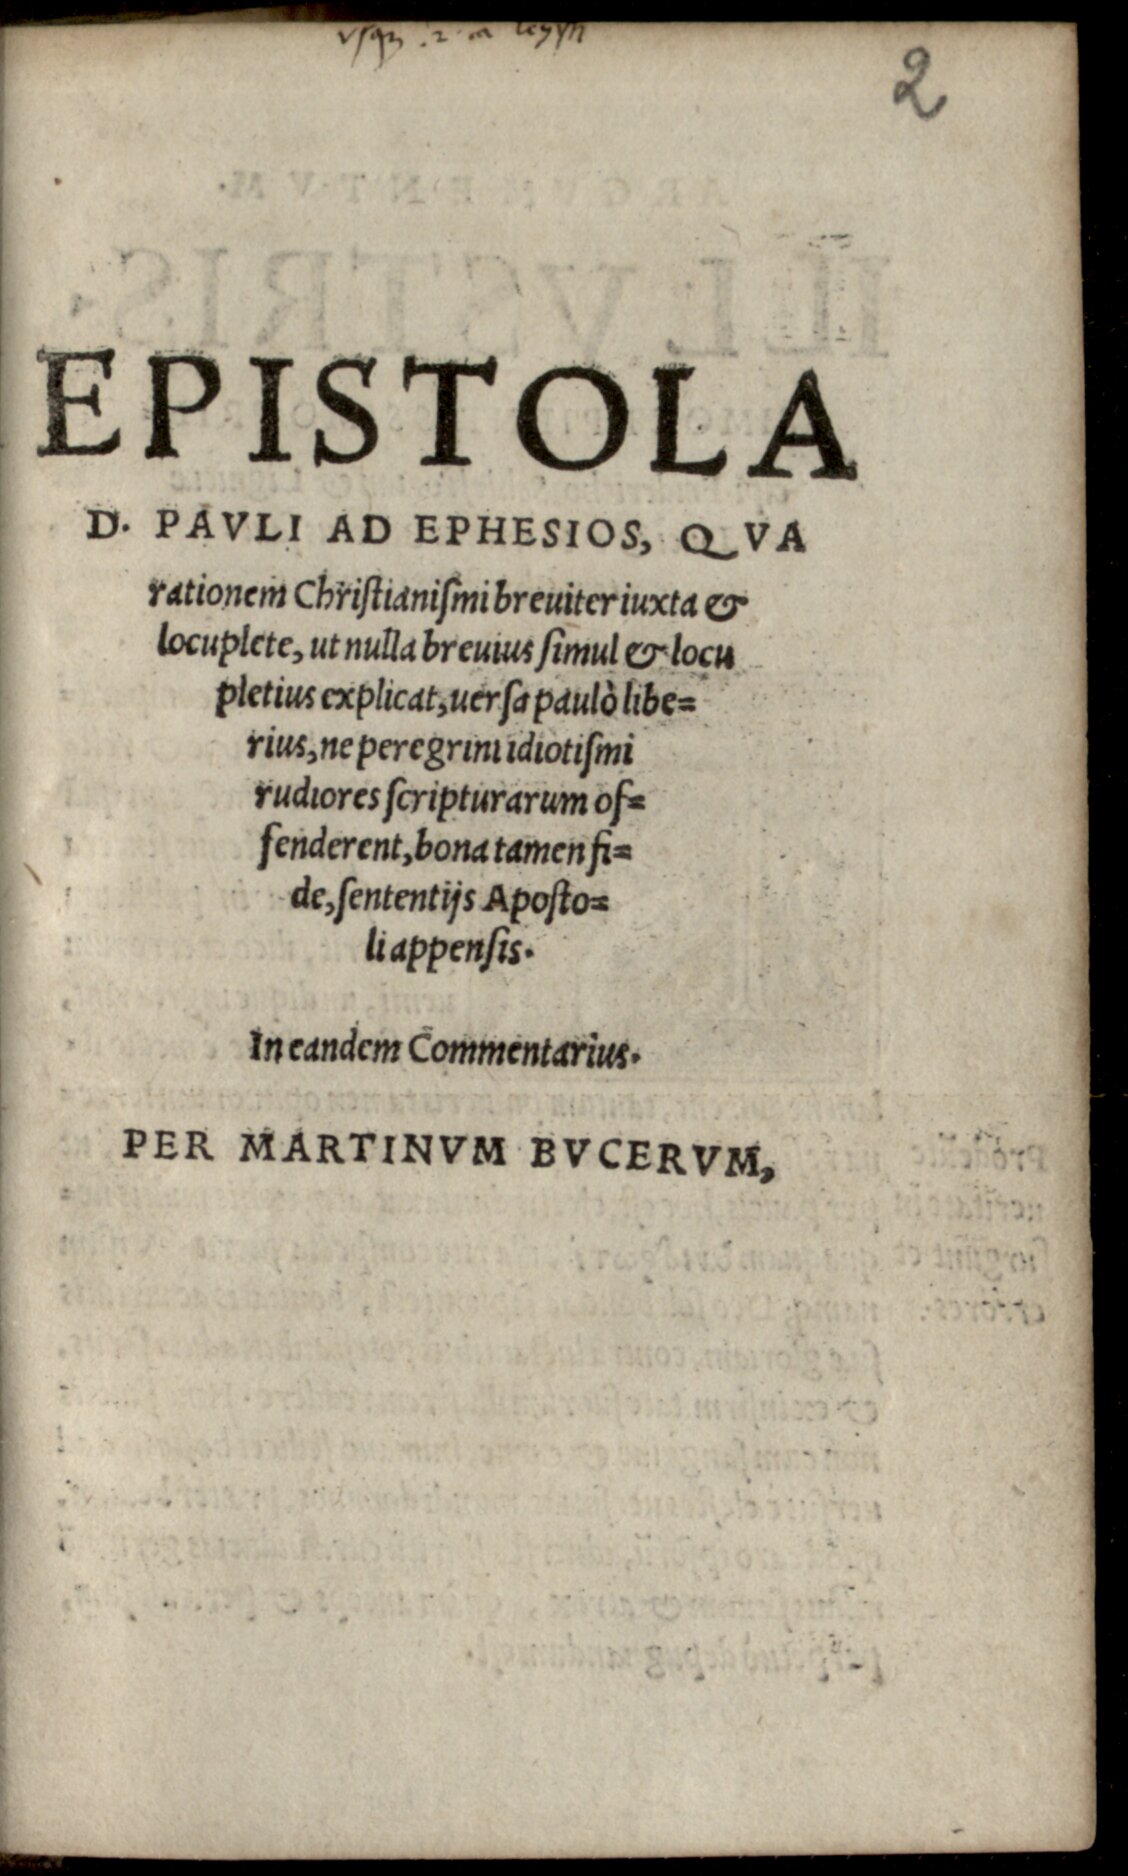 2
EPISTOLA
D. PAVLI AD EPHESIOS, QVA
rationem Chriſtianiſmi breuiter iuxta &
locuplete, ut nulla breuius ſimul & locu
pletius explicat, uerſa paulò libe=
rius, ne peregrini idiotiſmi
rudiores ſcripturarum of=
fenderent, bona tamen fi=
de, ſententijs Apoſto=
li appenſis.
In eandem Commentarius.
PER MARTINVM BVCERVM,